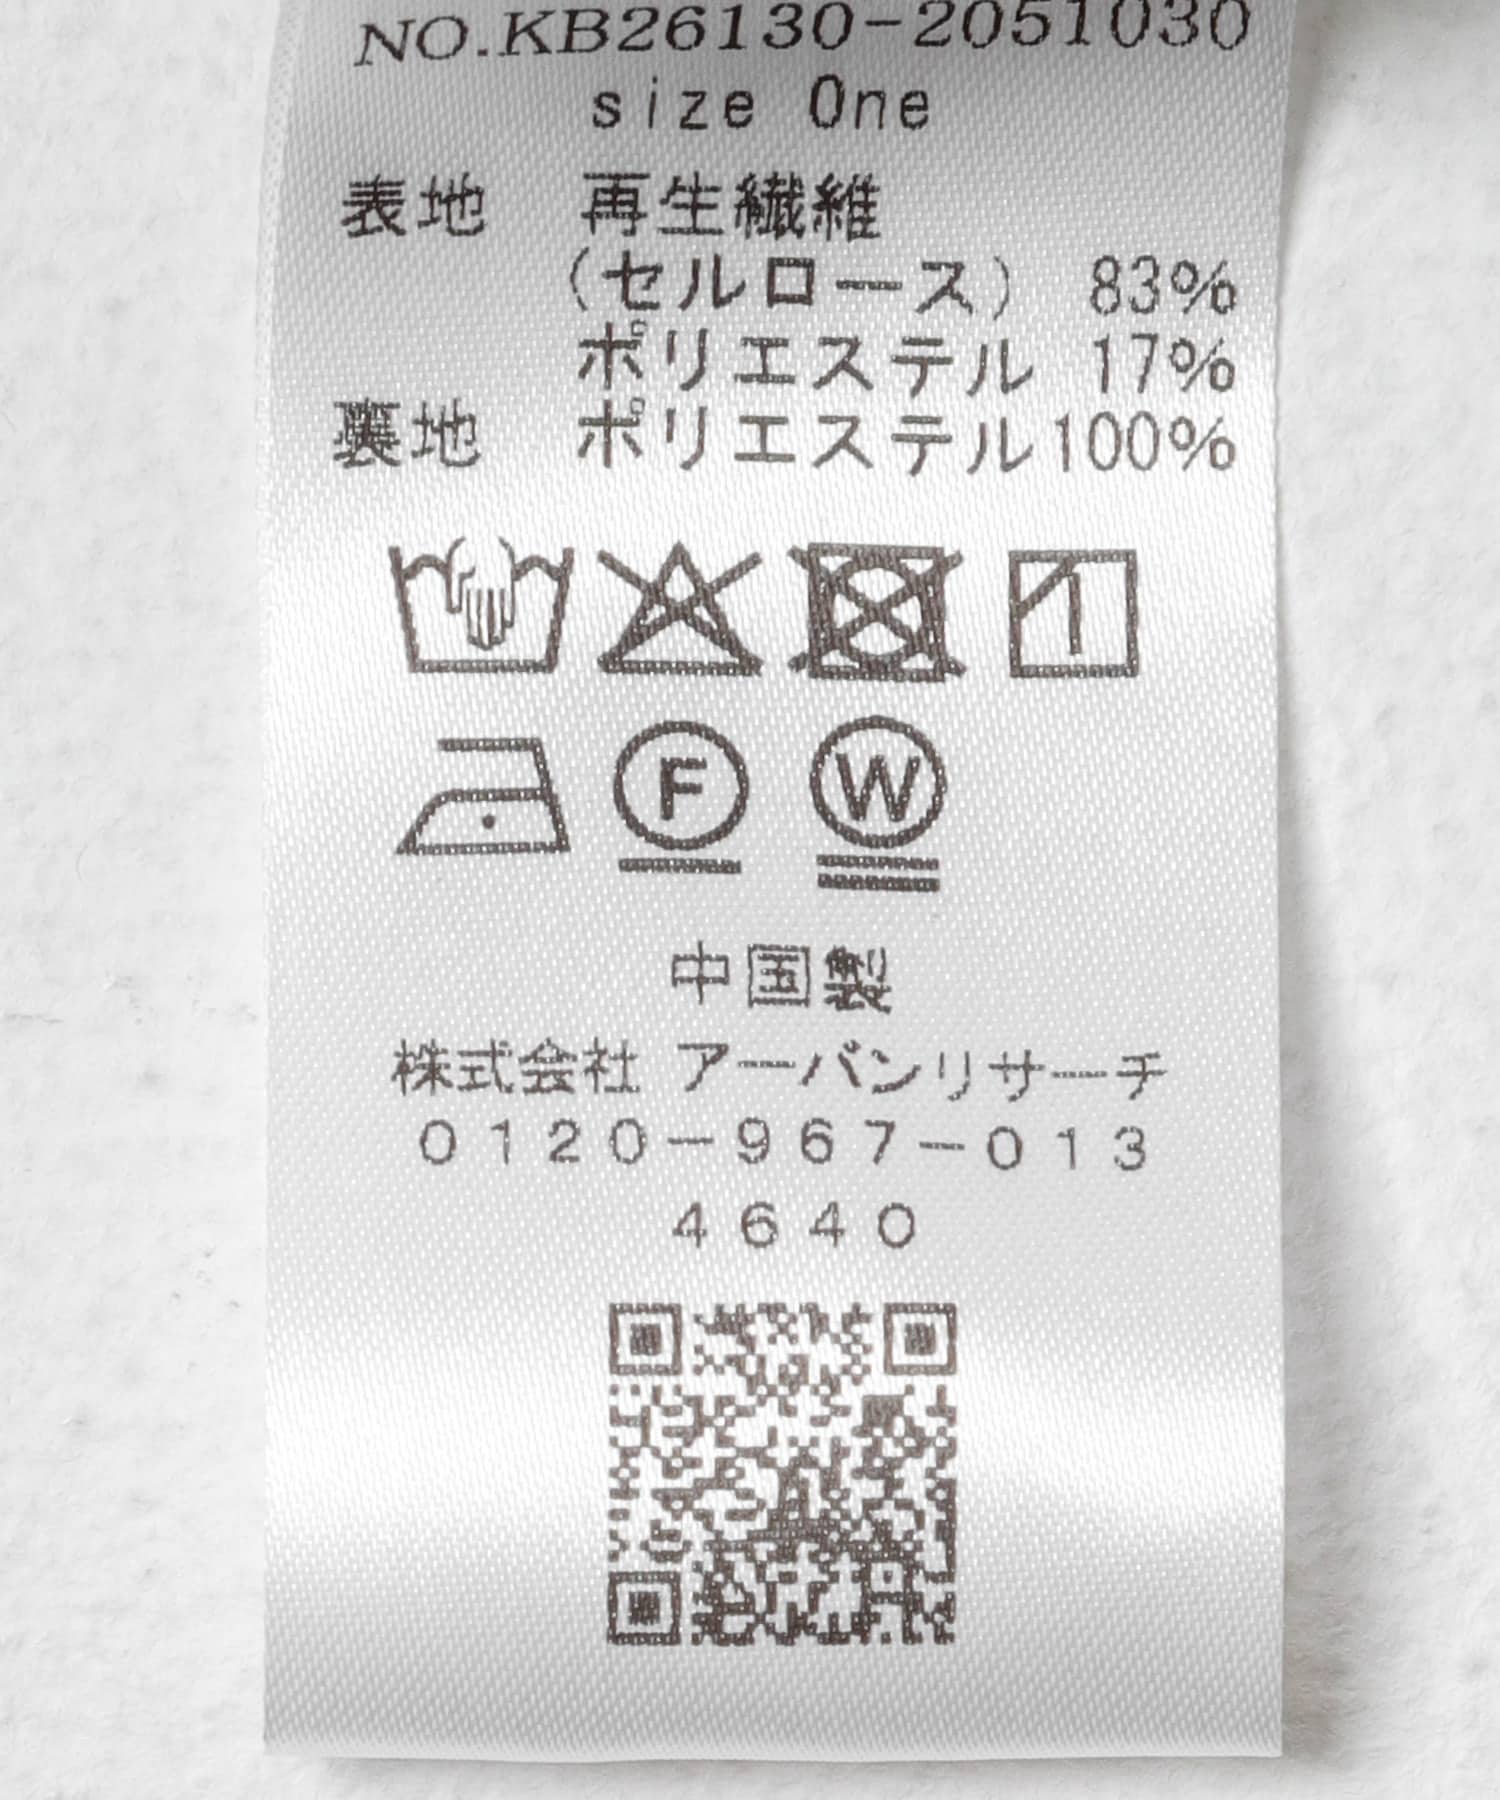 NO.KB26130-2051030
size One
表地 再生繊維
(セルロース) 83%
ポリエステル 17%
裏地 ポリエステル100%
F W
中国製
株式会社 アーバンリサーチ
0120-967-013
4640